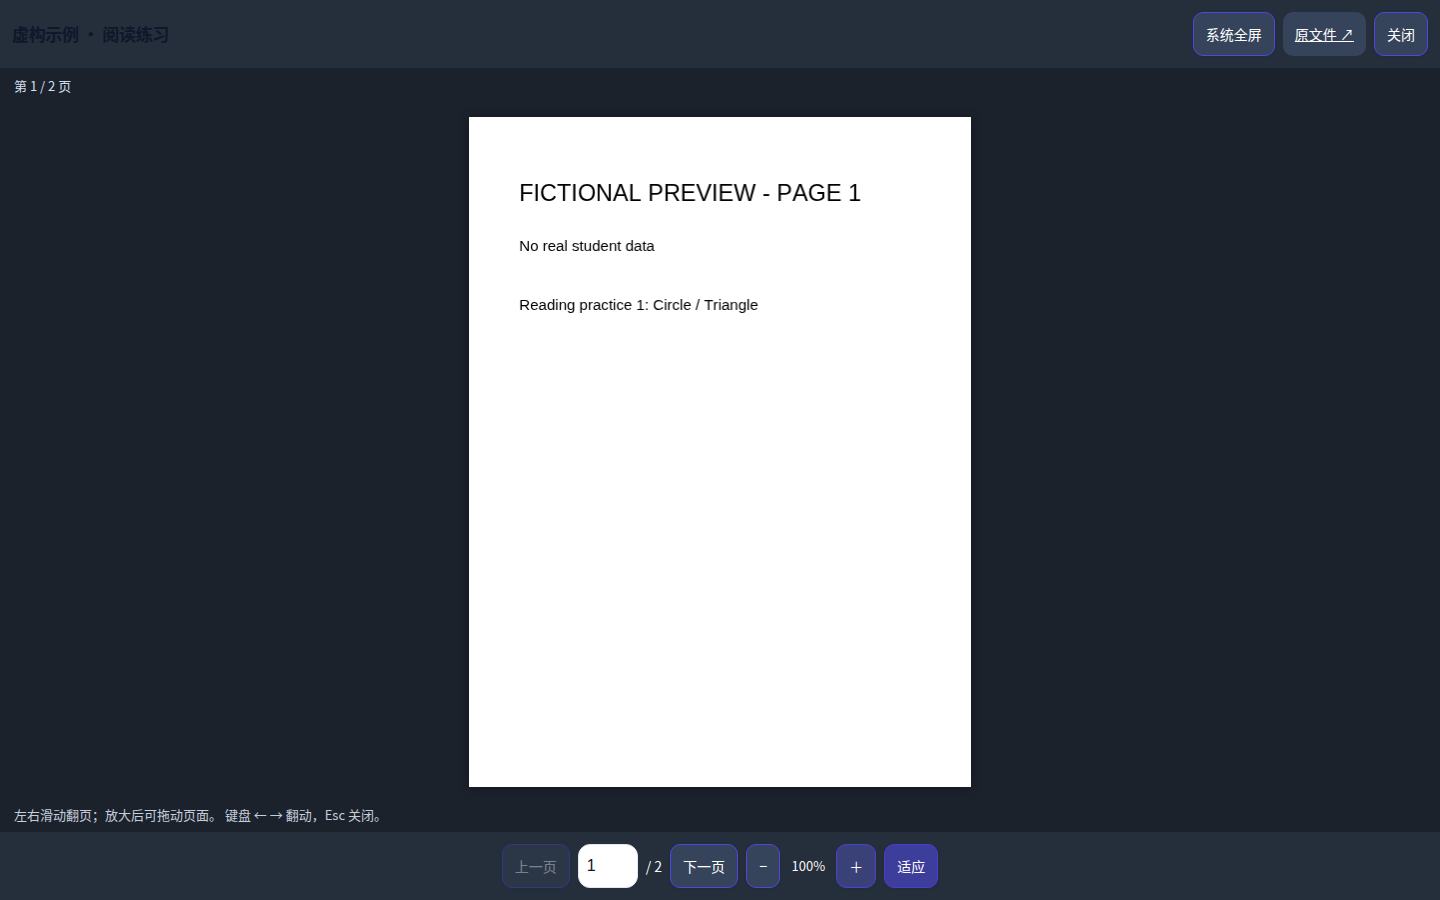 虚构示例 · 阅读练习
系统全屏
原文件 ↗
关闭
第 1 / 2 页
FICTIONAL PREVIEW - PAGE 1
No real student data
Reading practice 1: Circle / Triangle
左右滑动翻页；放大后可拖动页面。 键盘 ← → 翻动，Esc 关闭。
上一页
1
/ 2
下一页
−
100%
＋
适应